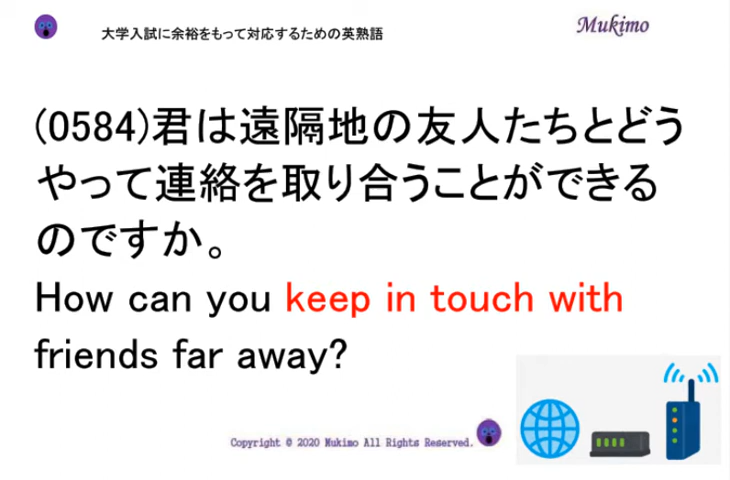 大学入試に余裕をもって対応するための英熟語
Mukimo
(0584)君は遠隔地の友人たちとどう
やって連絡を取り合うことができる
のですか。
How can you keep in touch with
friends far away?
Copyright © 2020 Mukimo All Rights Reserved.